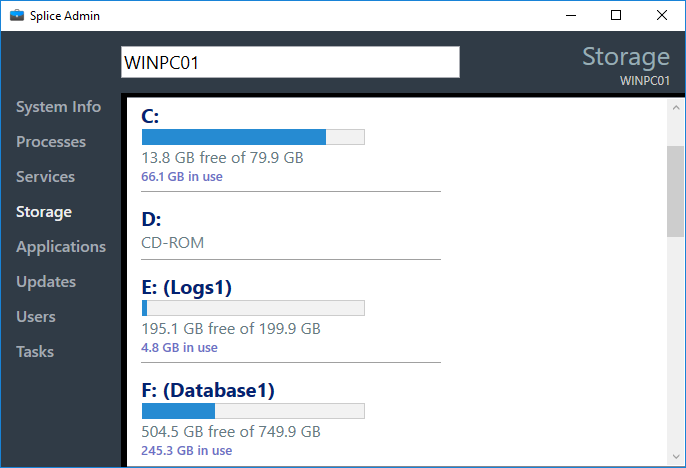 Splice Admin
WINPC01
Storage
WINPC01
System Info
Processes
Services
Storage
Applications
Updates
Users
Tasks
C:
13.8 GB free of 79.9 GB
66.1 GB in use
D:
CD-ROM
E: (Logs1)
195.1 GB free of 199.9 GB
4.8 GB in use
F: (Database1)
504.5 GB free of 749.9 GB
245.3 GB in use